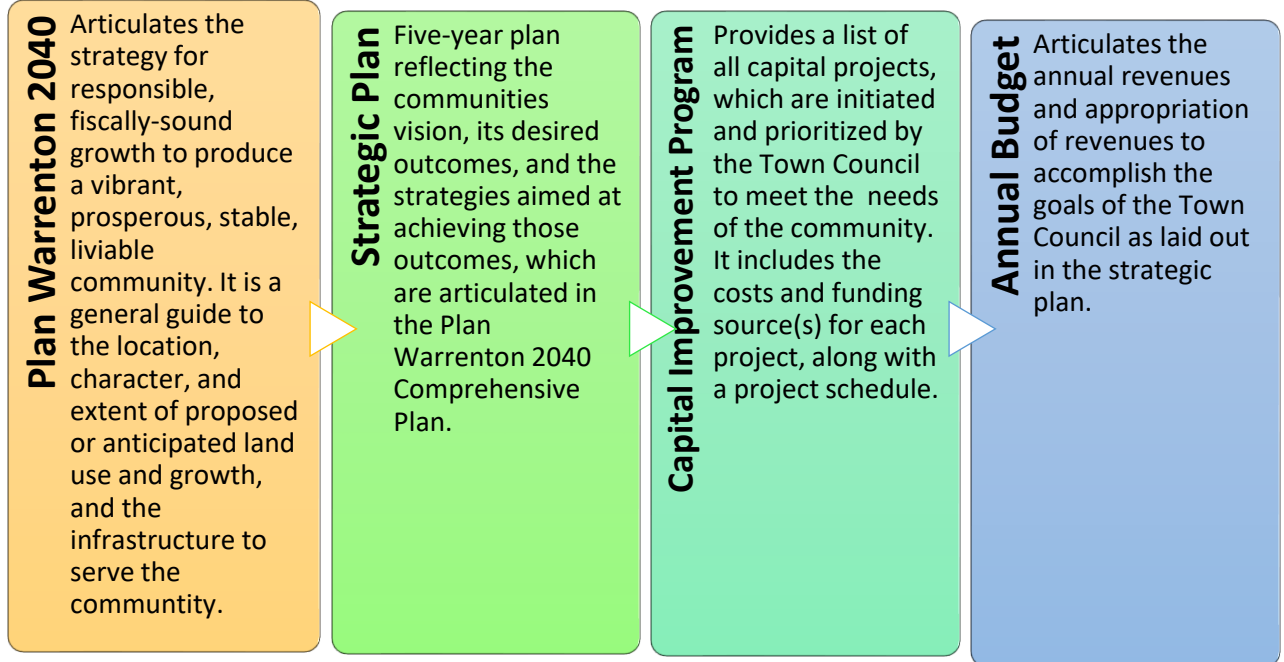 Plan Warrenton 2040
Articulates the
strategy for
responsible,
fiscally-sound
growth to produce
a vibrant,
prosperous, stable,
liviable
community. It is a
general guide to
the location,
character, and
extent of proposed
or anticipated land
use and growth,
and the
infrastructure to
serve the
communtity.
Strategic Plan
Five-year plan
reflecting the
communities
vision, its desired
outcomes, and the
strategies aimed at
achieving those
outcomes, which
are articulated in
the Plan
Warrenton 2040
Comprehensive
Plan.
Capital Improvement Program
Provides a list of
all capital projects,
which are initiated
and prioritized by
the Town Council
to meet the  needs
of the community.
It includes the
costs and funding
source(s) for each
project, along with
a project schedule.
Annual Budget
Articulates the
annual revenues
and appropriation
of revenues to
accomplish the
goals of the Town
Council as laid out
in the strategic
plan.